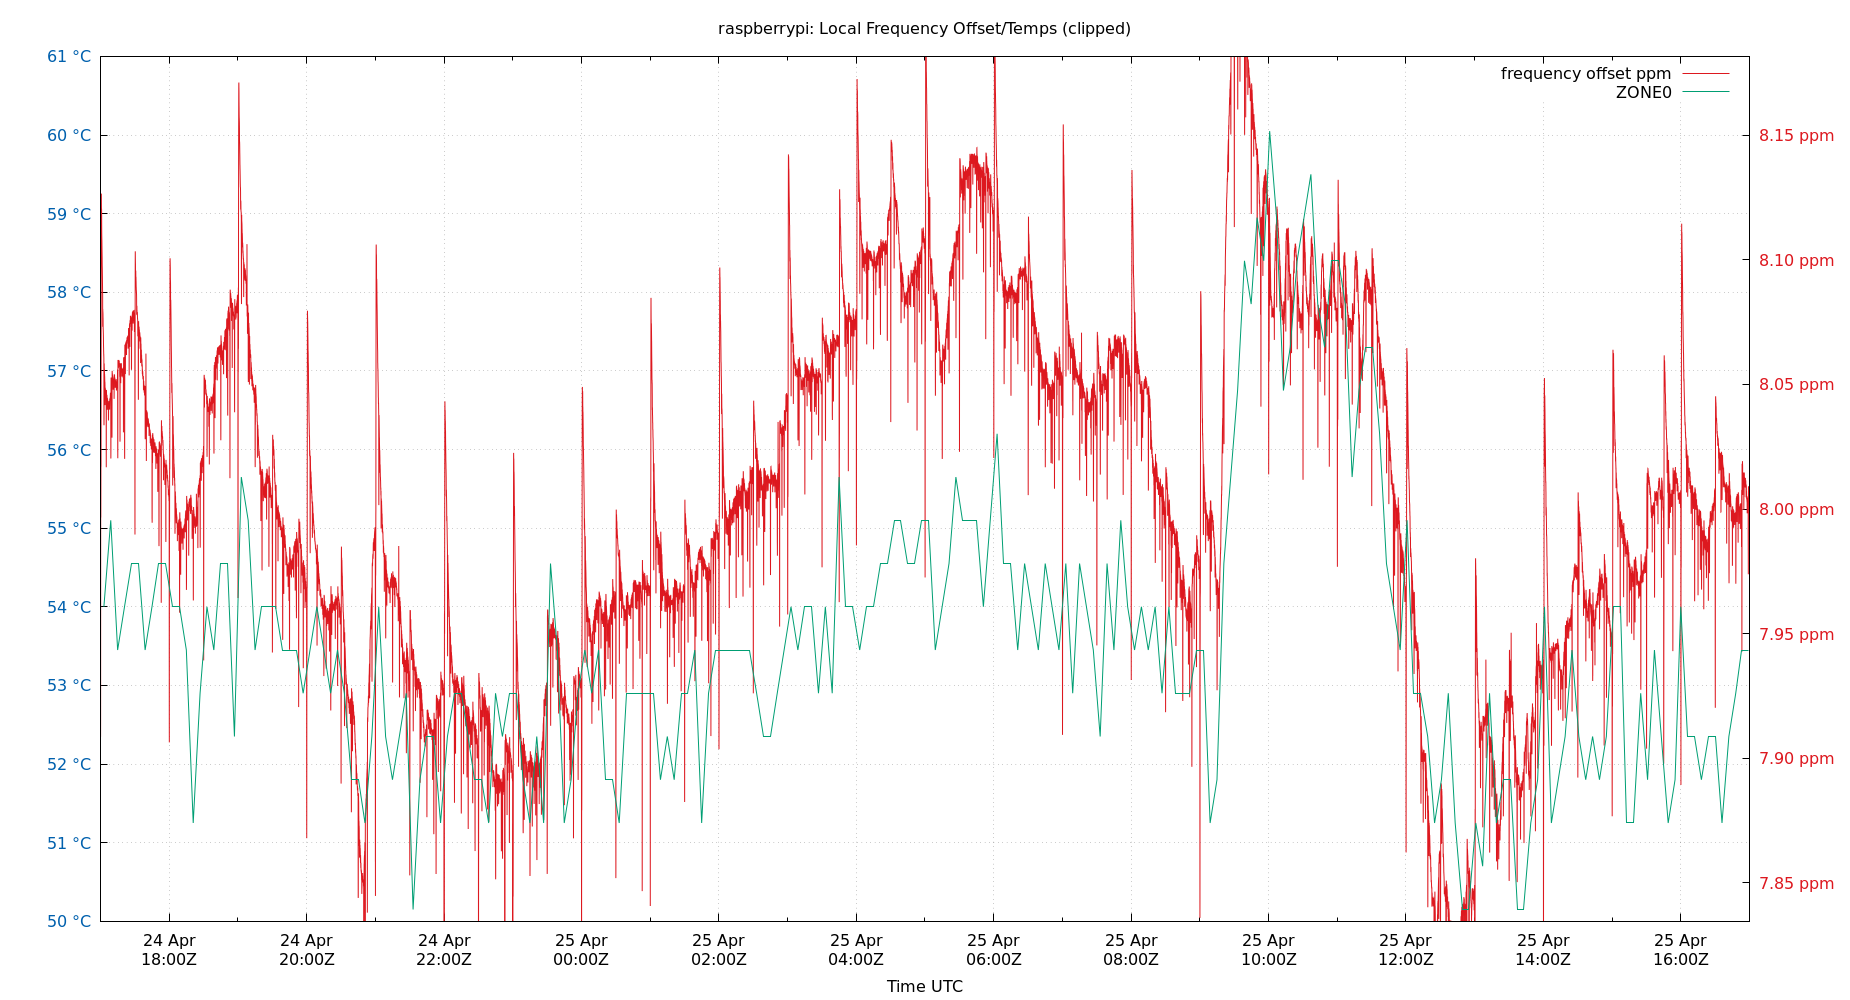 raspberrypi: Local Frequency Offset/Temps (clipped)
61 °C
60 °C
59 °C
58 °C
57 °C
56 °C
55 °C
54 °C
53 °C
52 °C
51 °C
50 °C
frequency offset ppm
ZONE0
8.15 ppm
8.10 ppm
8.05 ppm
8.00 ppm
7.95 ppm
7.90 ppm
7.85 ppm
24 Apr
18:00Z
24 Apr
20:00Z
24 Apr
22:00Z
25 Apr
00:00Z
25 Apr
02:00Z
25 Apr
04:00Z
25 Apr
06:00Z
25 Apr
08:00Z
25 Apr
10:00Z
25 Apr
12:00Z
25 Apr
14:00Z
25 Apr
16:00Z
Time UTC